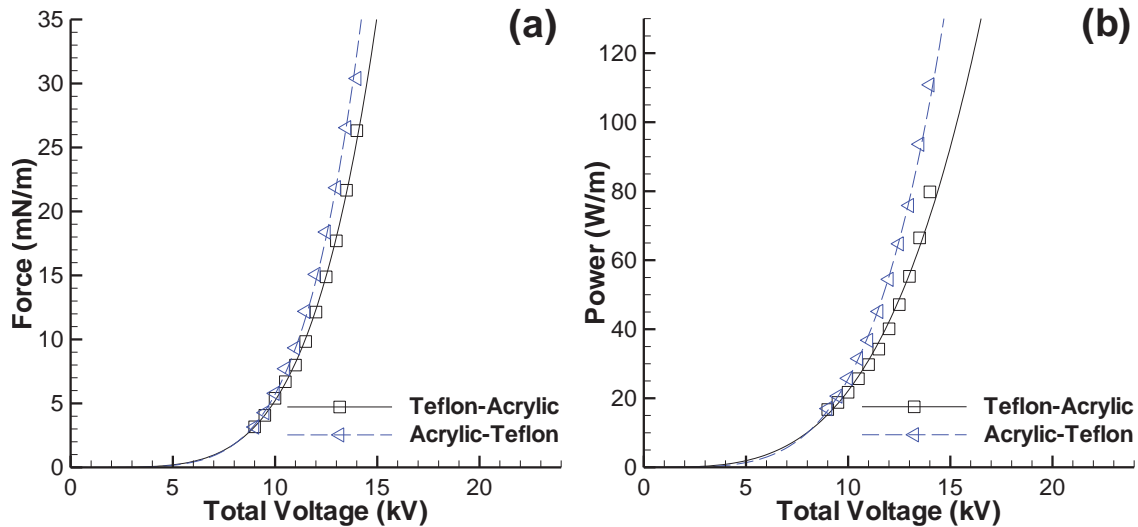 (a)
Force (mN/m)
35
30
25
20
15
10
5
0
0 5 10 15 20
Total Voltage (kV)
Teflon-Acrylic
Acrylic-Teflon
(b)
Power (W/m)
120
100
80
60
40
20
0
0 5 10 15 20
Total Voltage (kV)
Teflon-Acrylic
Acrylic-Teflon